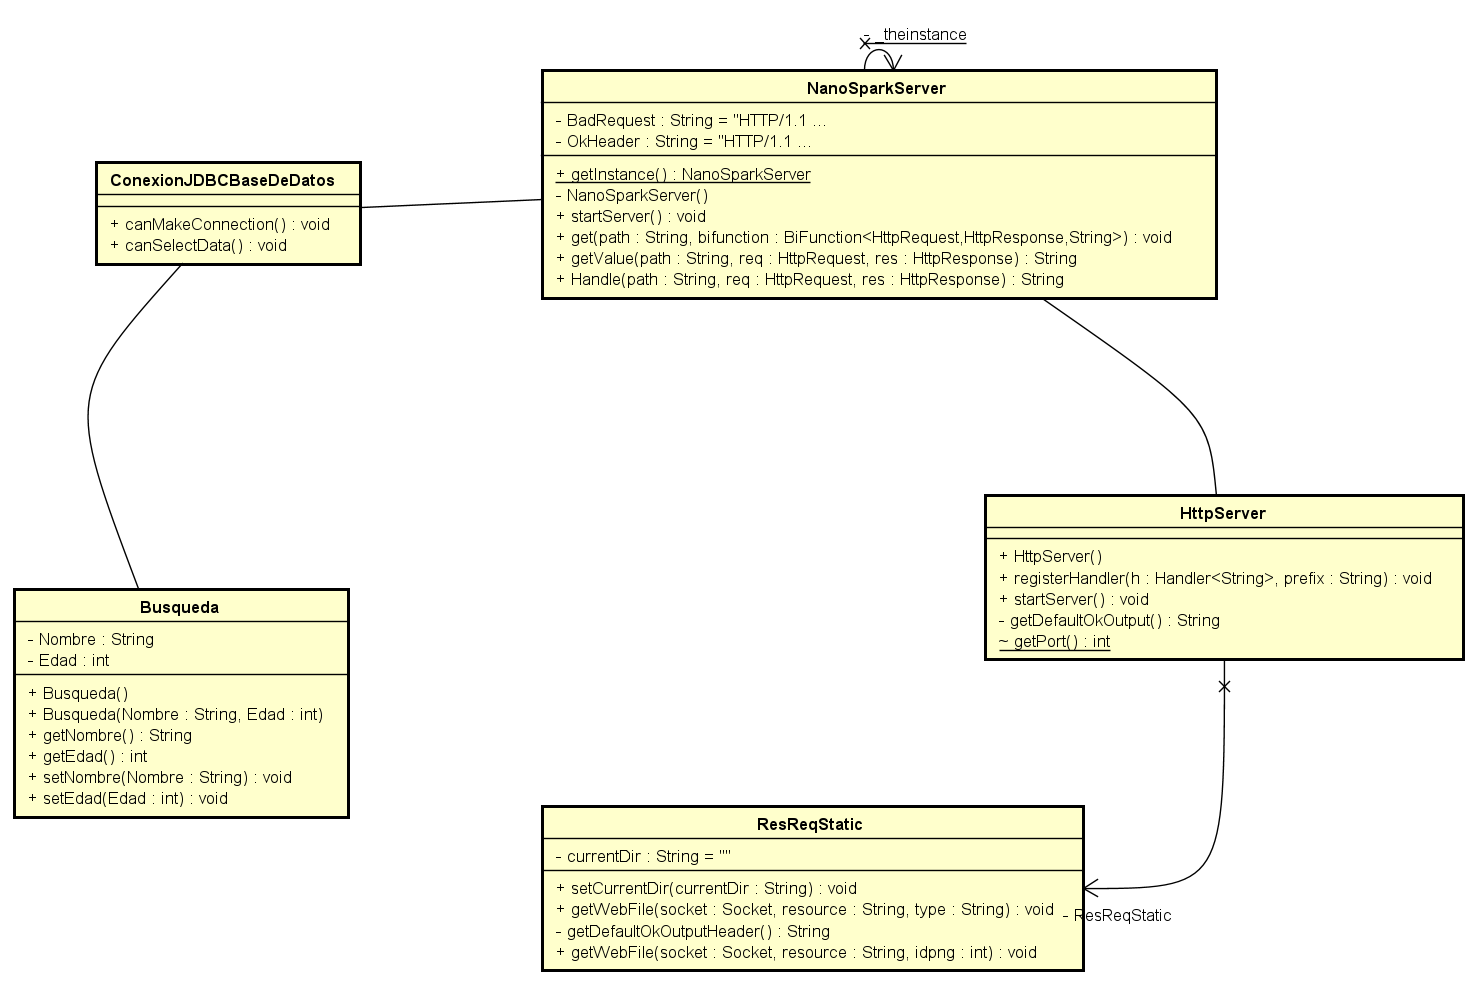 - _theinstance
NanoSparkServer
- BadRequest : String = "HTTP/1.1 ...
- OkHeader : String = "HTTP/1.1 ...
+ getInstance() : NanoSparkServer
- NanoSparkServer()
+ startServer() : void
+ get(path : String, bifunction : BiFunction<HttpRequest,HttpResponse,String>) : void
+ getValue(path : String, req : HttpRequest, res : HttpResponse) : String
+ Handle(path : String, req : HttpRequest, res : HttpResponse) : String
ConexionJDBCBaseDeDatos
+ canMakeConnection() : void
+ canSelectData() : void
HttpServer
+ HttpServer()
+ registerHandler(h : Handler<String>, prefix : String) : void
+ startServer() : void
- getDefaultOkOutput() : String
~ getPort() : int
Busqueda
- Nombre : String
- Edad : int
+ Busqueda()
+ Busqueda(Nombre : String, Edad : int)
+ getNombre() : String
+ getEdad() : int
+ setNombre(Nombre : String) : void
+ setEdad(Edad : int) : void
ResReqStatic
- currentDir : String = ""
+ setCurrentDir(currentDir : String) : void
+ getWebFile(socket : Socket, resource : String, type : String) : void
- getDefaultOkOutputHeader() : String
+ getWebFile(socket : Socket, resource : String, idpng : int) : void
- ResReqStatic